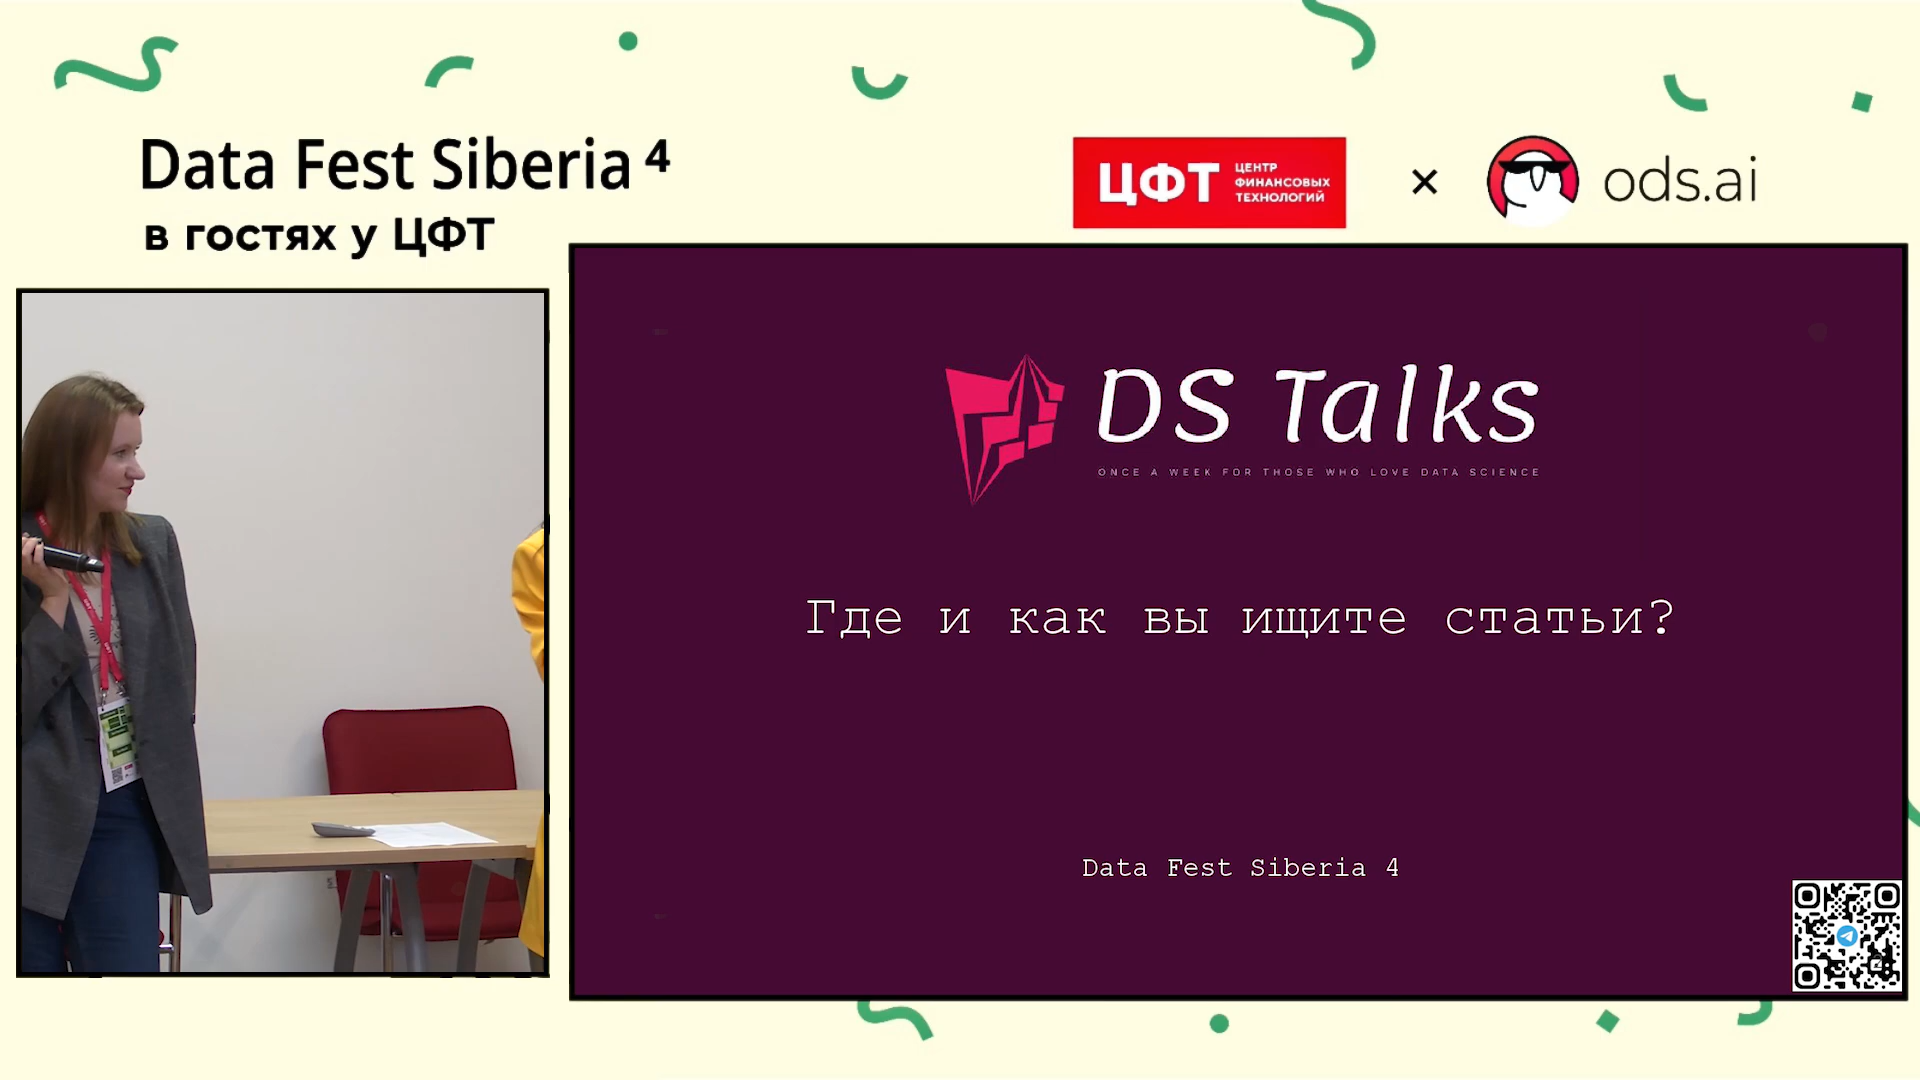 Data Fest Siberia 4
в гостях у ЦФТ
ЦФТ
ЦЕНТР
ФИНАНСОВЫХ
ТЕХНОЛОГИЙ
×
ods.ai
DS Talks
ONCE A WEEK FOR THOSE WHO LOVE DATA SCIENCE
Где и как вы ищите статьи?
Data Fest Siberia 4